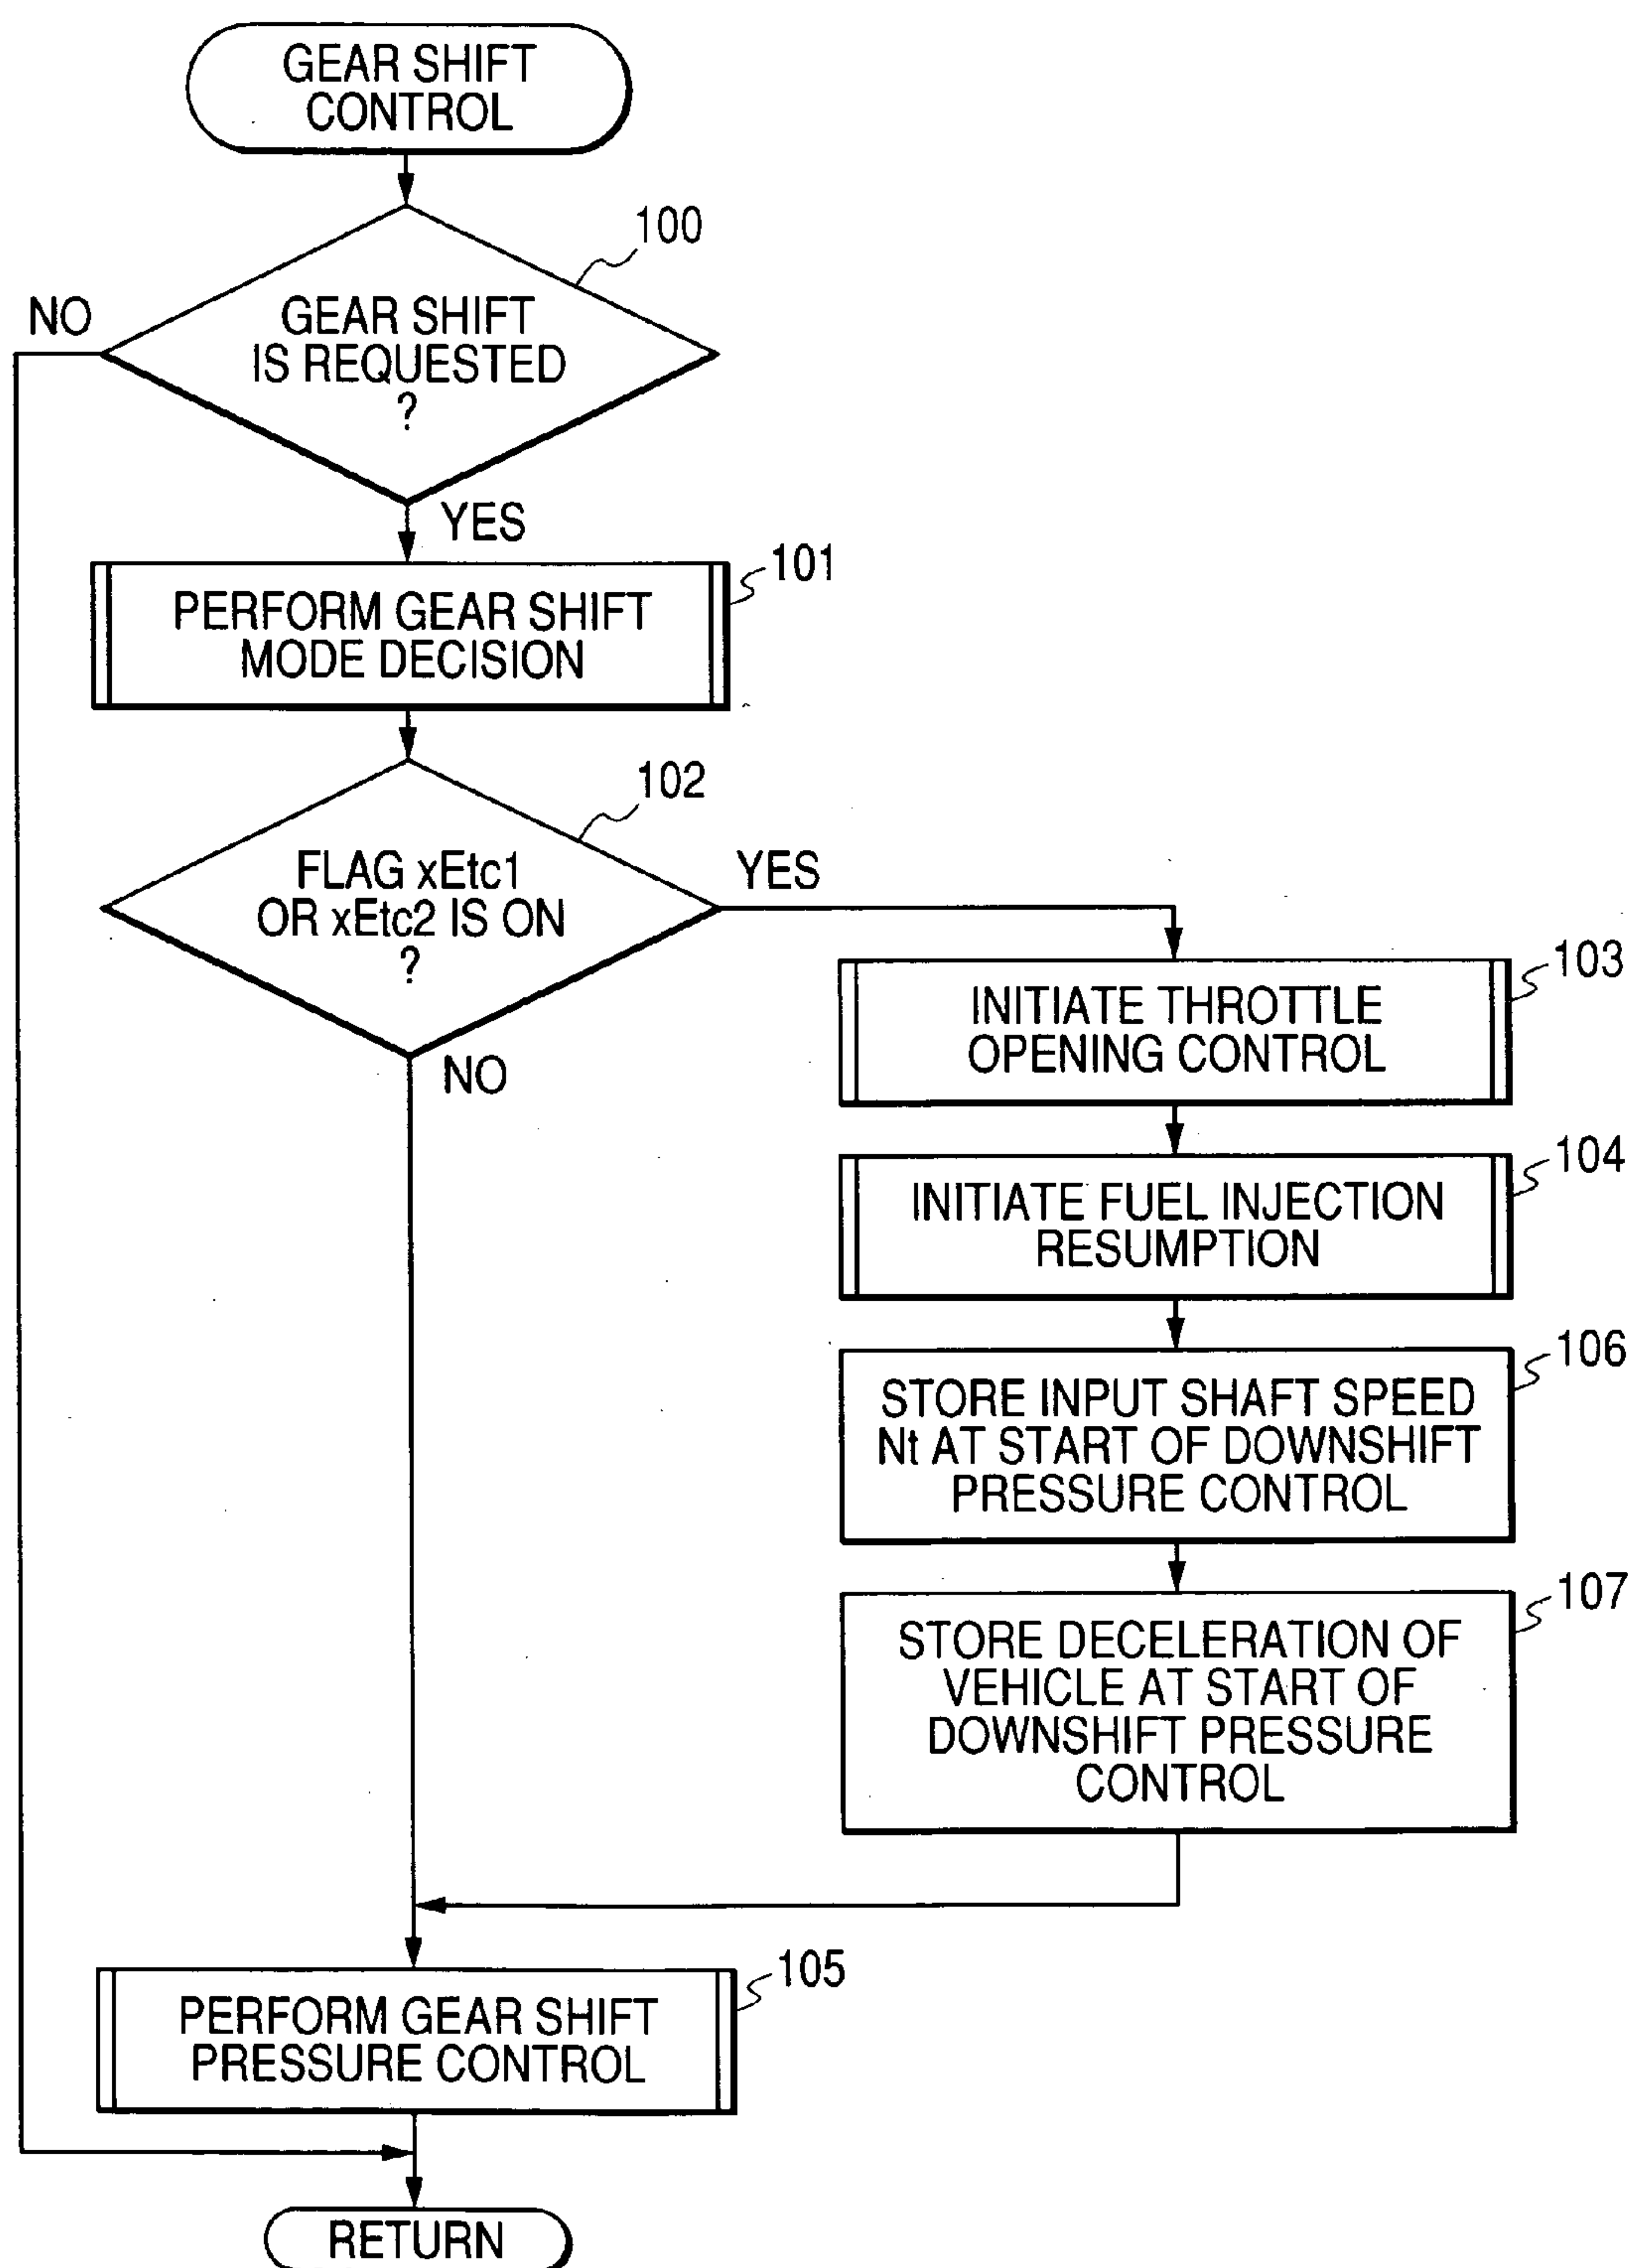 GEAR SHIFT
CONTROL
100
NO
GEAR SHIFT
IS REQUESTED
?
YES
101
PERFORM GEAR SHIFT
MODE DECISION
102
FLAG xEtc1
OR xEtc2 IS ON
?
YES
NO
103
INITIATE THROTTLE
OPENING CONTROL
104
INITIATE FUEL INJECTION
RESUMPTION
106
STORE INPUT SHAFT SPEED
Nt AT START OF DOWNSHIFT
PRESSURE CONTROL
107
STORE DECELERATION OF
VEHICLE AT START OF
DOWNSHIFT PRESSURE
CONTROL
105
PERFORM GEAR SHIFT
PRESSURE CONTROL
RETURN